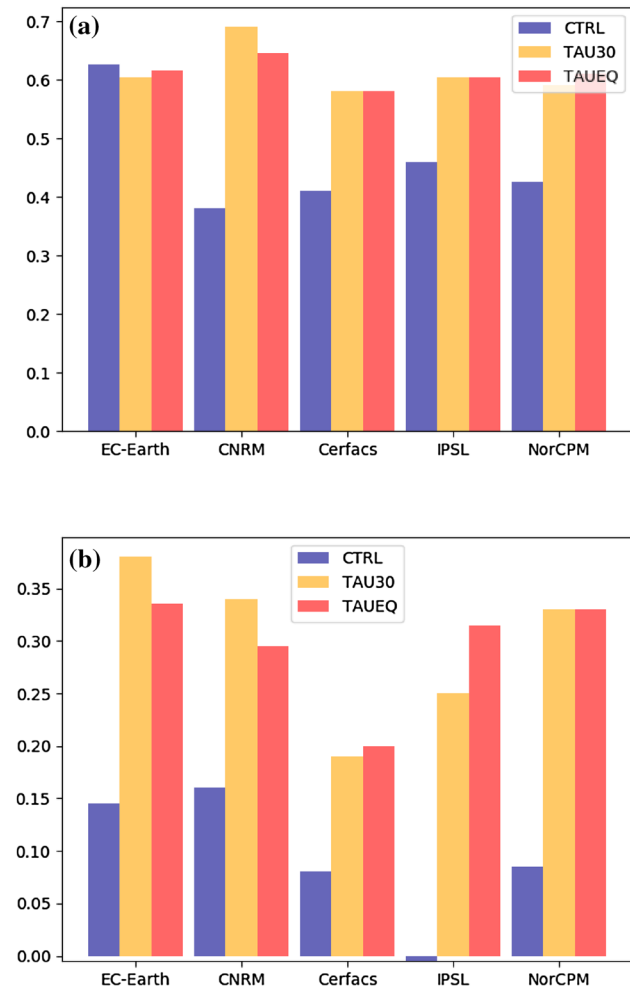 (a)
CTRL
TAU30
TAUEQ
0.7
0.6
0.5
0.4
0.3
0.2
0.1
0.0
EC-Earth CNRM Cerfacs IPSL NorCPM
(b)
CTRL
TAU30
TAUEQ
0.35
0.30
0.25
0.20
0.15
0.10
0.05
0.00
EC-Earth CNRM Cerfacs IPSL NorCPM